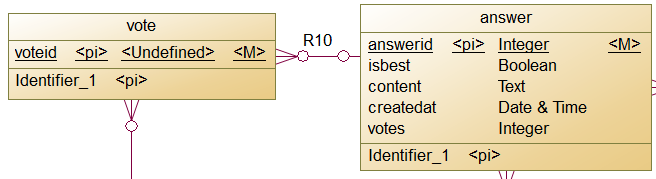 vote
voteid <pi> <Undefined> <M>
Identifier_1 <pi>
R10
answer
answerid <pi> Integer <M>
isbest Boolean
content Text
createdat Date & Time
votes Integer
Identifier_1 <pi>